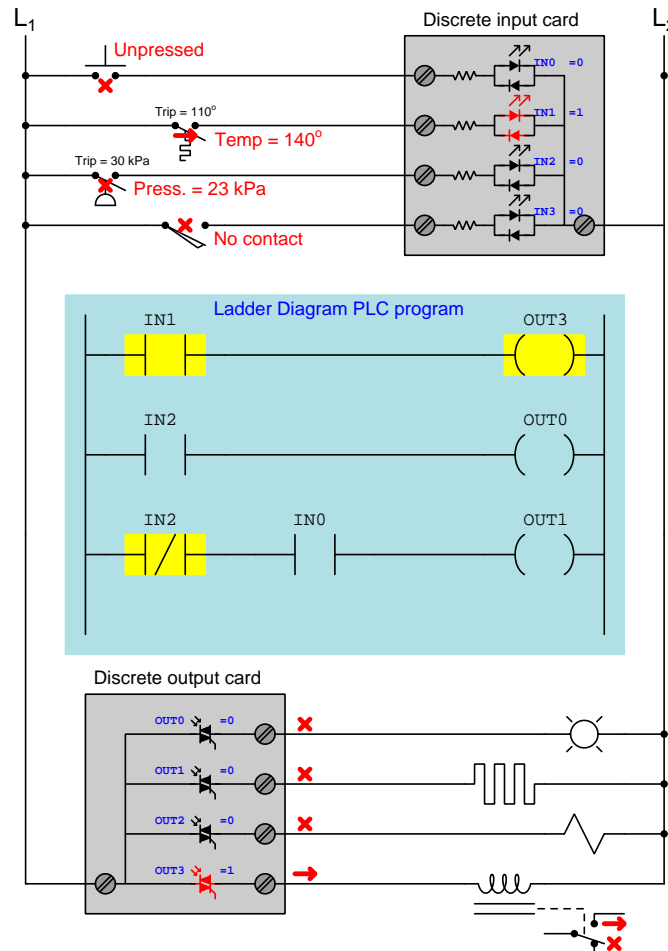 L1
L2
Discrete input card
Unpressed
IN0 =0
Trip = 110o
IN1 =1
Temp = 140o
Trip = 30 kPa
IN2 =0
Press. = 23 kPa
IN3 =0
No contact
Ladder Diagram PLC program
IN1 OUT3
IN2 OUT0
IN2 IN0 OUT1
Discrete output card
OUT0 =0
OUT1 =0
OUT2 =0
OUT3 =1